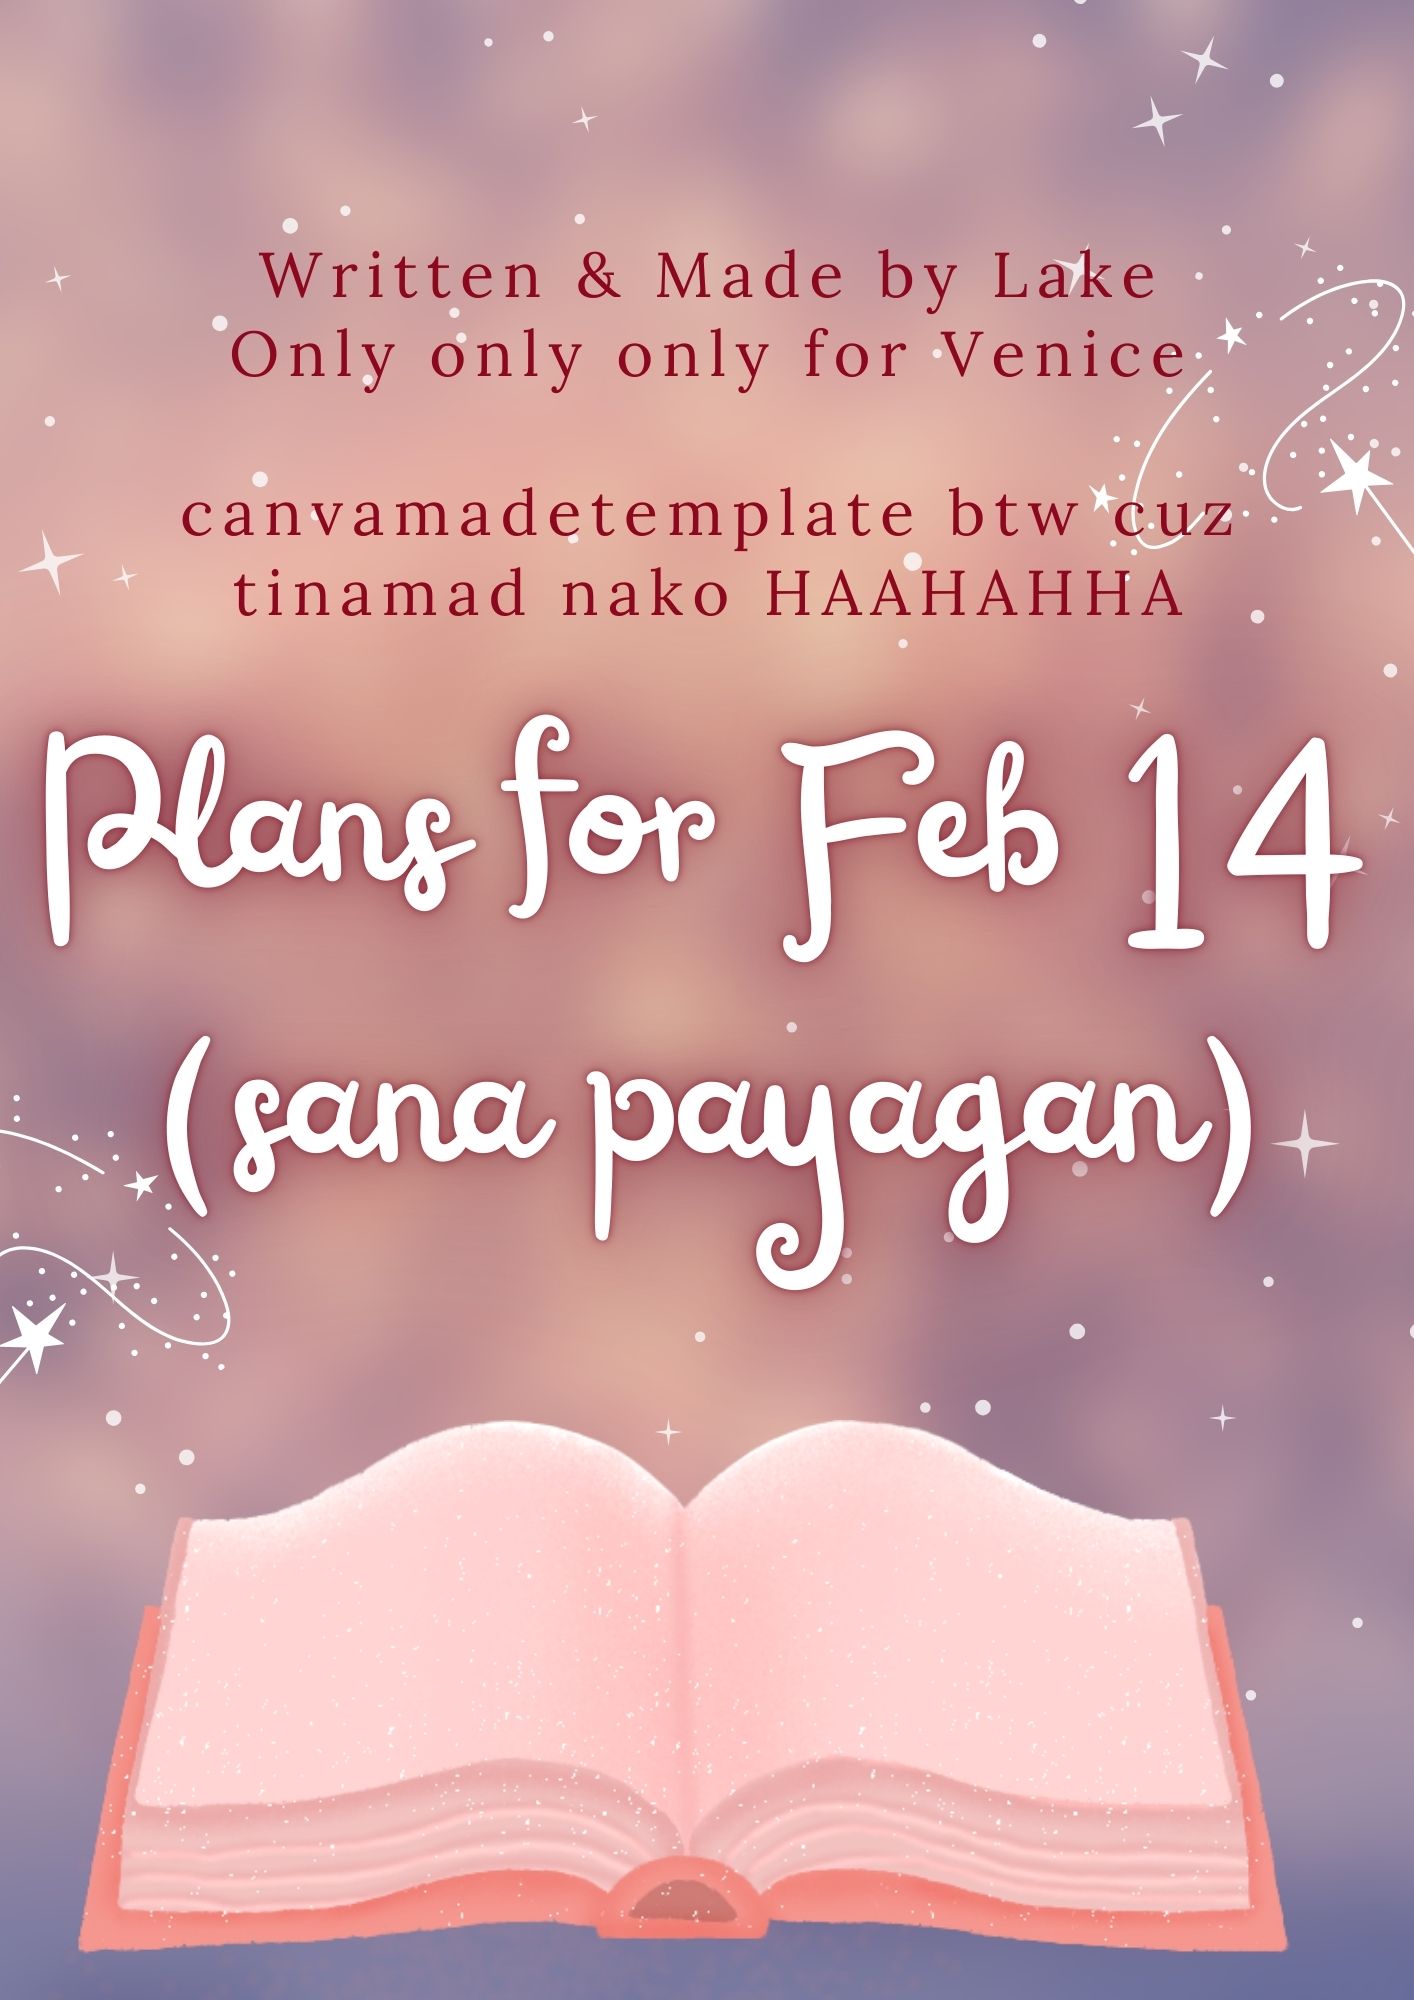 Written & Made by Lake
Only only only for Venice
canvamadetemplate btw cuz
tinamad nako HAAHAHHA
Plans for Feb 14
(sana payagan)